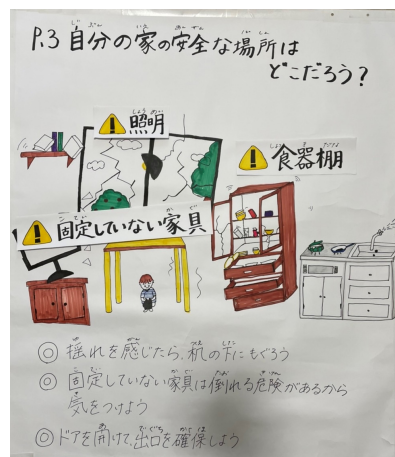 P.3 自分の家の安全な場所は
どこだろう？
照明
食器棚
固定していない家具
◎ 揺れを感じたら、机の下にもぐろう
◎ 固定していない家具は倒れる危険があるから
気をつけよう
◎ ドアを開けて、出口を確保しよう